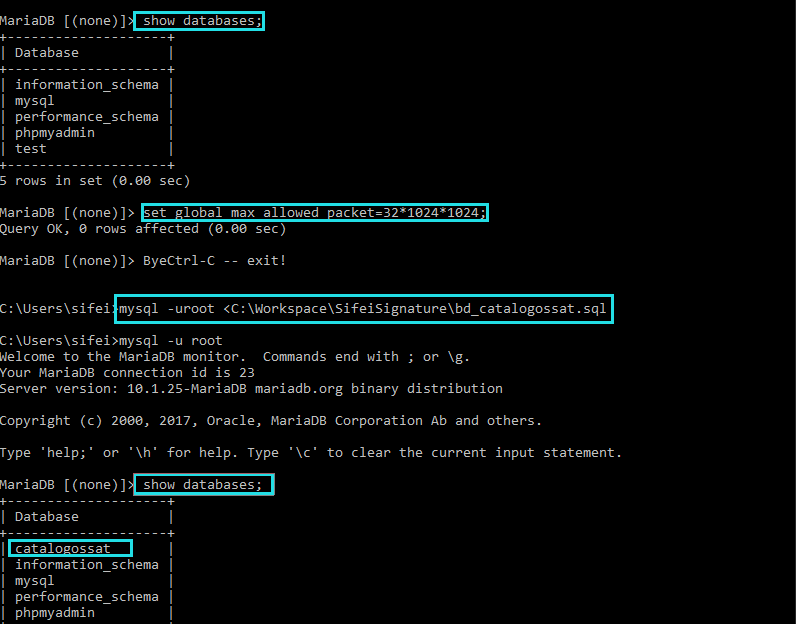 MariaDB [(none)]> show databases;
+--------------------+
| Database           |
+--------------------+
| information_schema |
| mysql              |
| performance_schema |
| phpmyadmin         |
| test               |
+--------------------+
5 rows in set (0.00 sec)
MariaDB [(none)]> set global max_allowed_packet=32*1024*1024;
Query OK, 0 rows affected (0.00 sec)
MariaDB [(none)]> ByeCtrl-C -- exit!
C:\Users\sifei>mysql -uroot <C:\Workspace\SifeiSignature\bd_catalogossat.sql
C:\Users\sifei>mysql -u root
Welcome to the MariaDB monitor.  Commands end with ; or \g.
Your MariaDB connection id is 23
Server version: 10.1.25-MariaDB mariadb.org binary distribution
Copyright (c) 2000, 2017, Oracle, MariaDB Corporation Ab and others.
Type 'help;' or '\h' for help. Type '\c' to clear the current input statement.
MariaDB [(none)]> show databases;
+--------------------+
| Database           |
+--------------------+
| catalogossat       |
| information_schema |
| mysql              |
| performance_schema |
| phpmyadmin         |